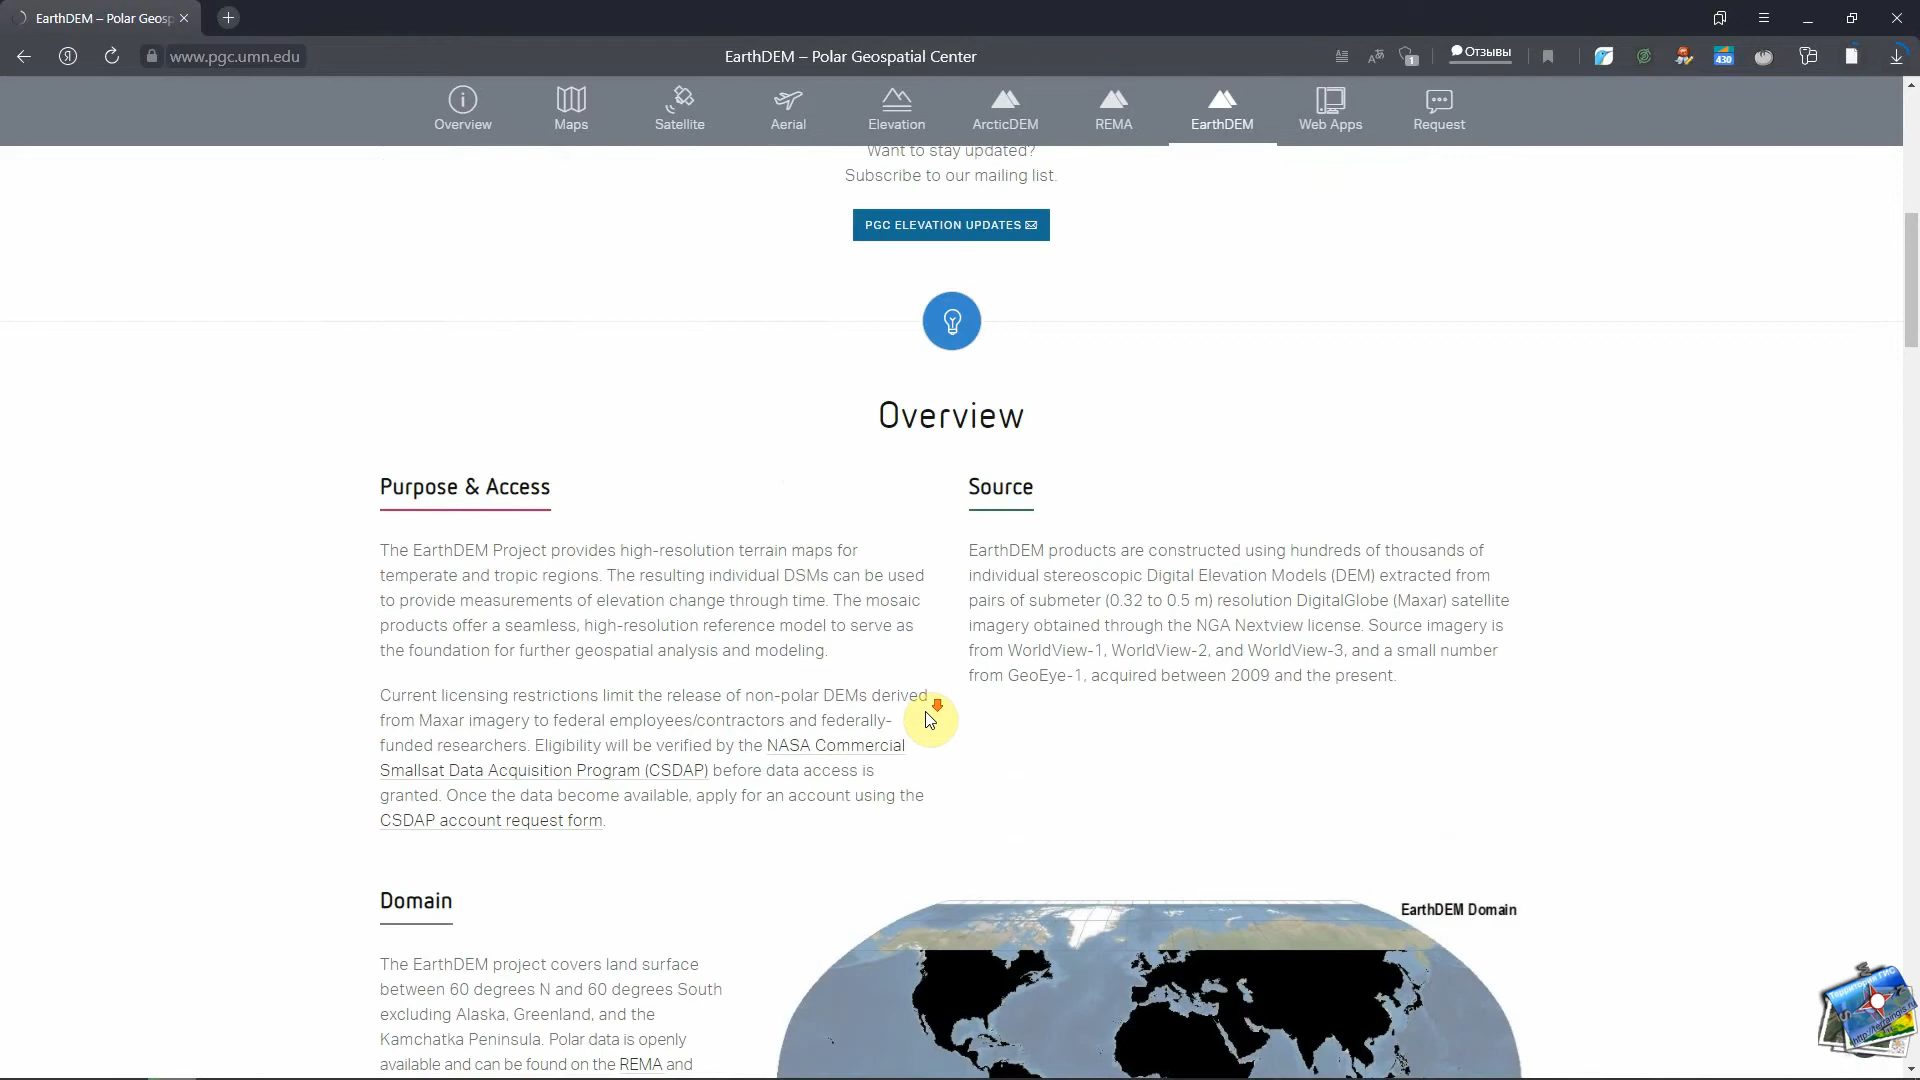 EarthDEM – Polar Geosp
www.pgc.umn.edu
EarthDEM – Polar Geospatial Center
1
Отзывы
430
Overview
Maps
Satellite
Aerial
Elevation
ArcticDEM
REMA
EarthDEM
Web Apps
Request
Want to stay updated?
Subscribe to our mailing list.
PGC ELEVATION UPDATES
Overview
Purpose & Access
The EarthDEM Project provides high-resolution terrain maps for
temperate and tropic regions. The resulting individual DSMs can be used
to provide measurements of elevation change through time. The mosaic
products offer a seamless, high-resolution reference model to serve as
the foundation for further geospatial analysis and modeling.
Current licensing restrictions limit the release of non-polar DEMs derived
from Maxar imagery to federal employees/contractors and federally-
funded researchers. Eligibility will be verified by the NASA Commercial
Smallsat Data Acquisition Program (CSDAP) before data access is
granted. Once the data become available, apply for an account using the
CSDAP account request form.
Source
EarthDEM products are constructed using hundreds of thousands of
individual stereoscopic Digital Elevation Models (DEM) extracted from
pairs of submeter (0.32 to 0.5 m) resolution DigitalGlobe (Maxar) satellite
imagery obtained through the NGA Nextview license. Source imagery is
from WorldView-1, WorldView-2, and WorldView-3, and a small number
from GeoEye-1, acquired between 2009 and the present.
Domain
The EarthDEM project covers land surface
between 60 degrees N and 60 degrees South
excluding Alaska, Greenland, and the
Kamchatka Peninsula. Polar data is openly
available and can be found on the REMA and
EarthDEM Domain